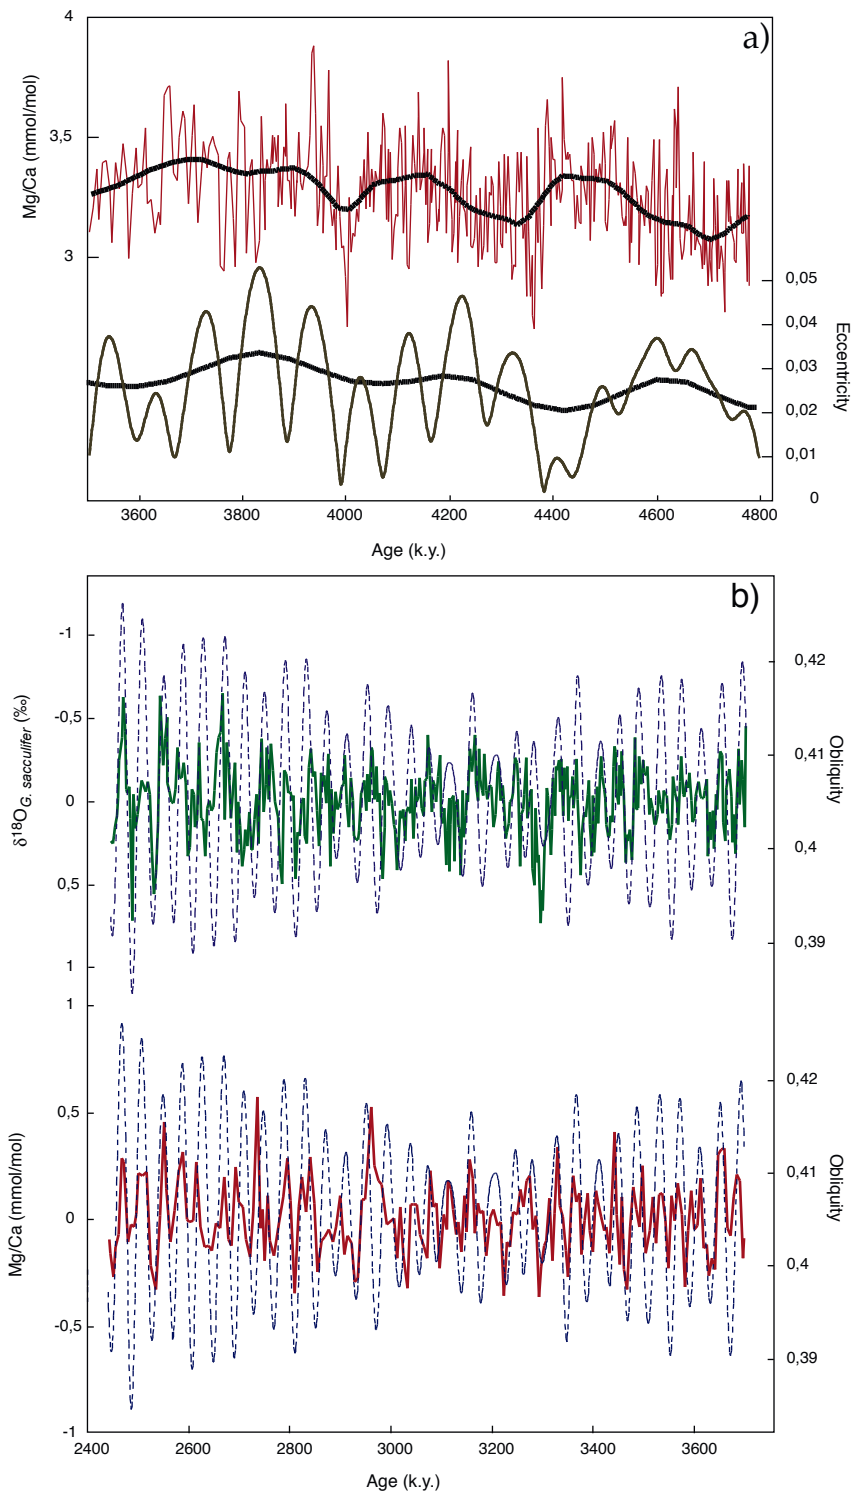 a)
4
3,5
3
Mg/Ca (mmol/mol)
0,05
0,04
0,03
0,02
0,01
0
Eccentricity
3600 3800 4000 4200 4400 4600 4800
Age (k.y.)
b)
-1
-0,5
0
0,5
1
δ18OG. sacculifer (‰)
0,42
0,41
0,4
0,39
Obliquity
1
0,5
0
-0,5
-1
Mg/Ca (mmol/mol)
0,42
0,41
0,4
0,39
Obliquity
2400 2600 2800 3000 3200 3400 3600
Age (k.y.)